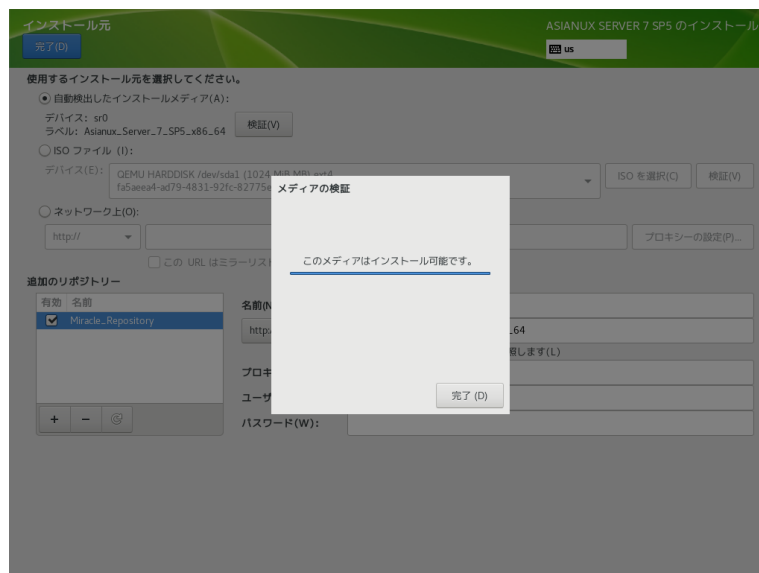 インストール元
ASIANUX SERVER 7 SP5 のインストール
完了(D)
us
使用するインストール元を選択してください。
自動検出したインストールメディア(A):
デバイス: sr0
ラベル: Asianux_Server_7_SP5_x86_64
検証(V)
ISO ファイル (I):
デバイス(E):
QEMU HARDDISK /dev/sda1 (1024 MiB MB) ext4
fa5aeea4-ad79-4831-92fc-82775e
ISO を選択(C)
検証(V)
メディアの検証
ネットワーク上(O):
http://
プロキシーの設定(P)...
この URL はミラーリスト
このメディアはインストール可能です。
追加のリポジトリー
有効 名前
Miracle_Repository
名前(N
http:
_64
照します(L)
プロキ
ユーザ
パスワード(W):
完了 (D)